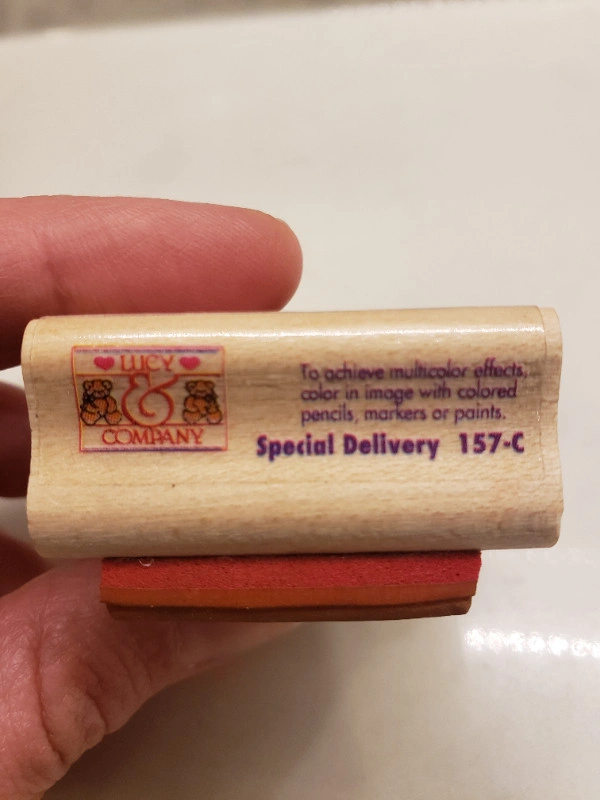 LUCY
&
COMPANY
To achieve multicolor effects,
color in image with colored
pencils, markers or paints.
Special Delivery 157-C